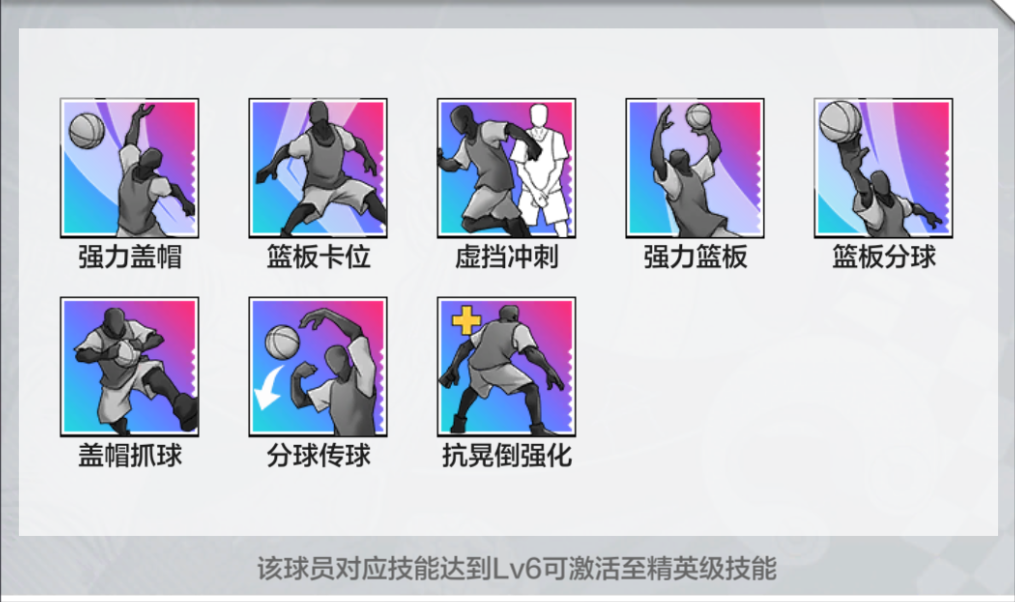 强力盖帽 篮板卡位 虚挡冲刺 强力篮板 篮板分球
盖帽抓球 分球传球 抗晃倒强化
该球员对应技能达到Lv6可激活至精英级技能